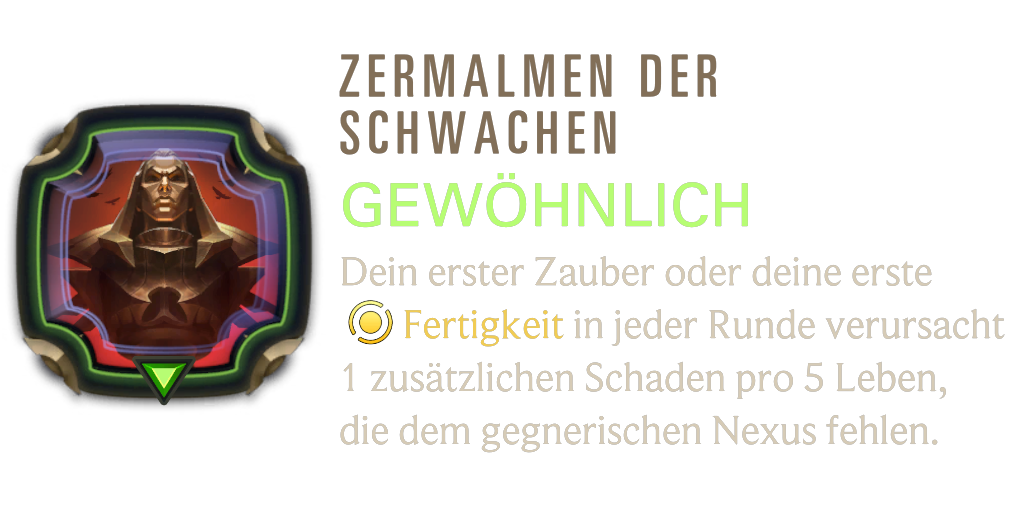 ZERMALMEN DER
SCHWACHEN
GEWÖHNLICH
Dein erster Zauber oder deine erste
Fertigkeit in jeder Runde verursacht
1 zusätzlichen Schaden pro 5 Leben,
die dem gegnerischen Nexus fehlen.